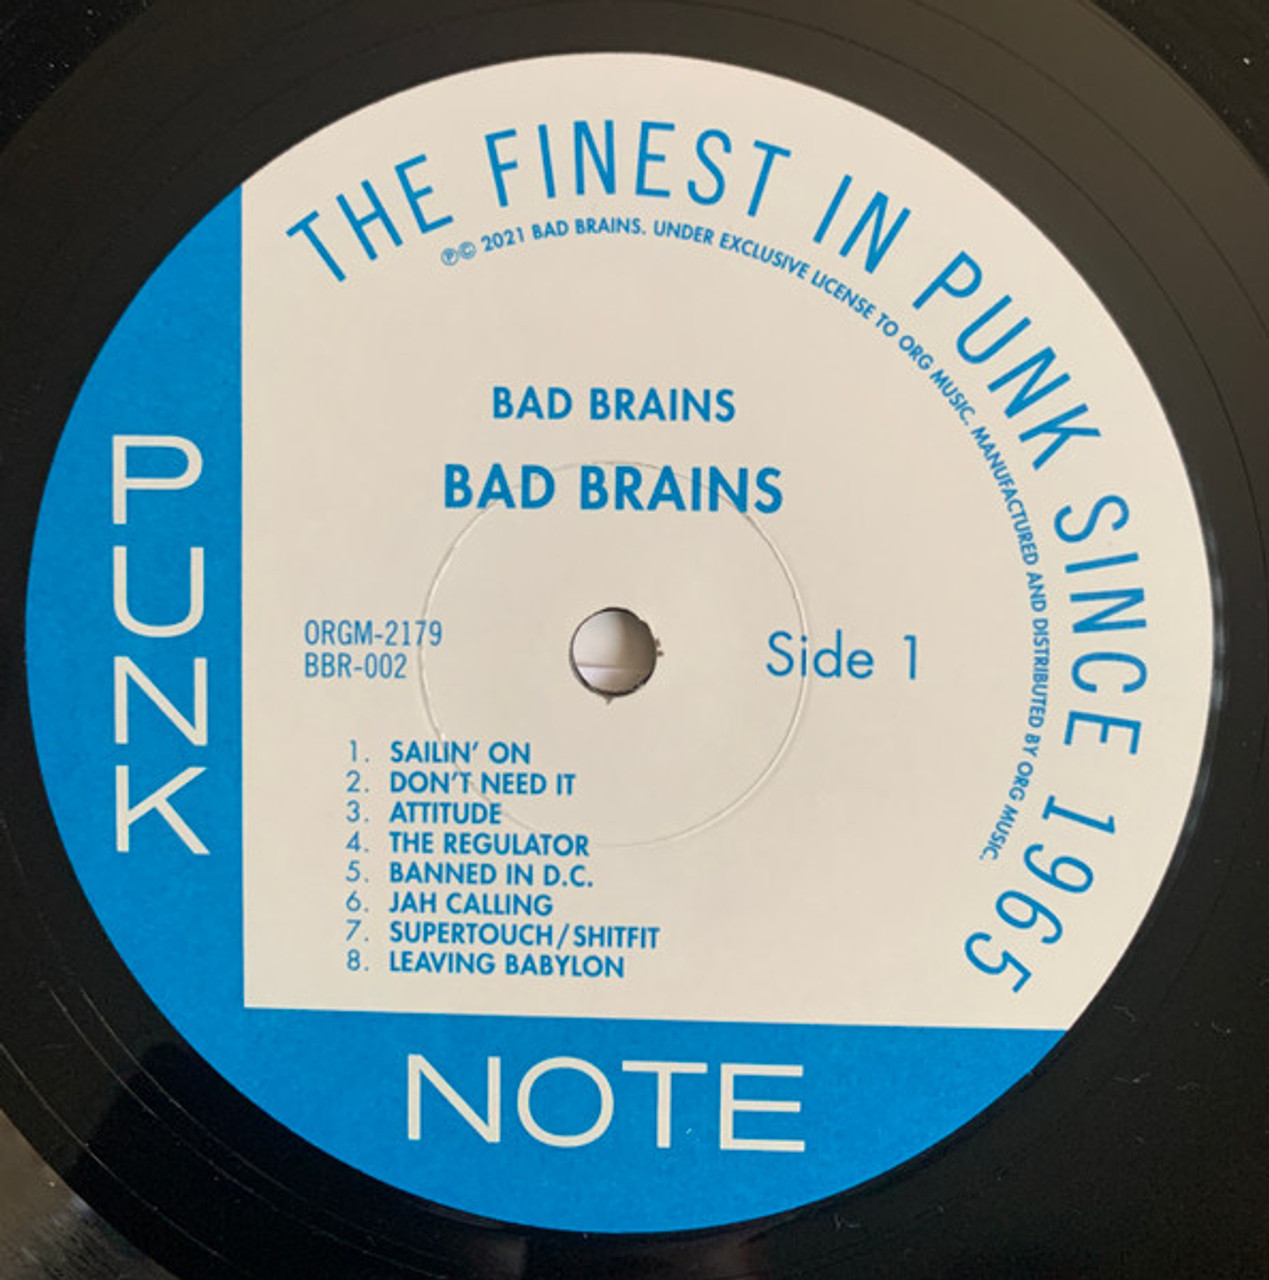 THE FINEST IN PUNK SINCE 1965
℗© 2021 BAD BRAINS. UNDER EXCLUSIVE LICENSE TO ORG MUSIC. MANUFACTURED AND DISTRIBUTED BY ORG MUSIC.
BAD BRAINS
BAD BRAINS
PUNK
ORGM-2179
BBR-002
Side 1
1. SAILIN’ ON
2. DON’T NEED IT
3. ATTITUDE
4. THE REGULATOR
5. BANNED IN D.C.
6. JAH CALLING
7. SUPERTOUCH/SHITFIT
8. LEAVING BABYLON
NOTE